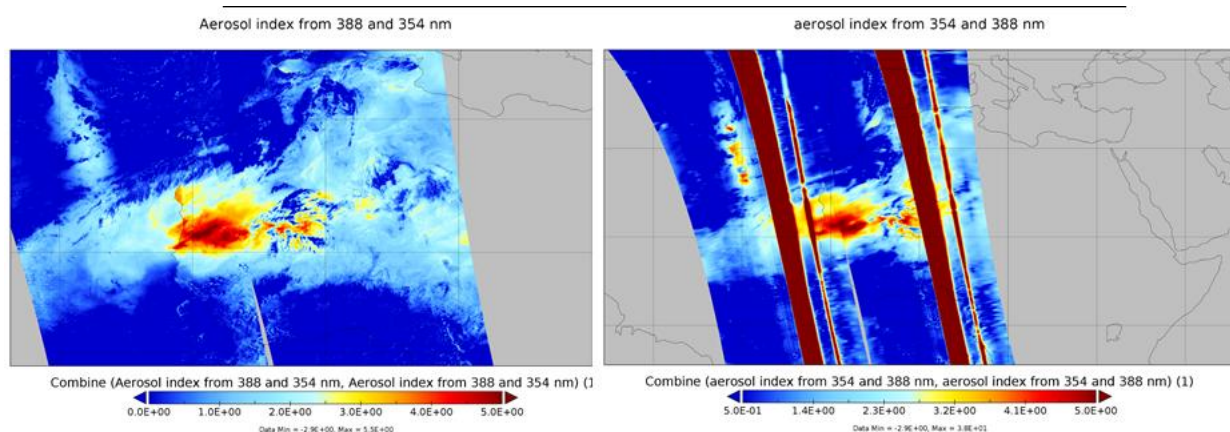 Aerosol index from 388 and 354 nm
Combine (Aerosol index from 388 and 354 nm, Aerosol index from 388 and 354 nm) (1
0.0E+00 1.0E+00 2.0E+00 3.0E+00 4.0E+00 5.0E+00
Data Min = -2.9E+00, Max = 5.5E+00
aerosol index from 354 and 388 nm
Combine (aerosol index from 354 and 388 nm, aerosol index from 354 and 388 nm) (1)
5.0E-01 1.4E+00 2.3E+00 3.2E+00 4.1E+00 5.0E+00
Data Min = -2.9E+00, Max = 3.8E+01